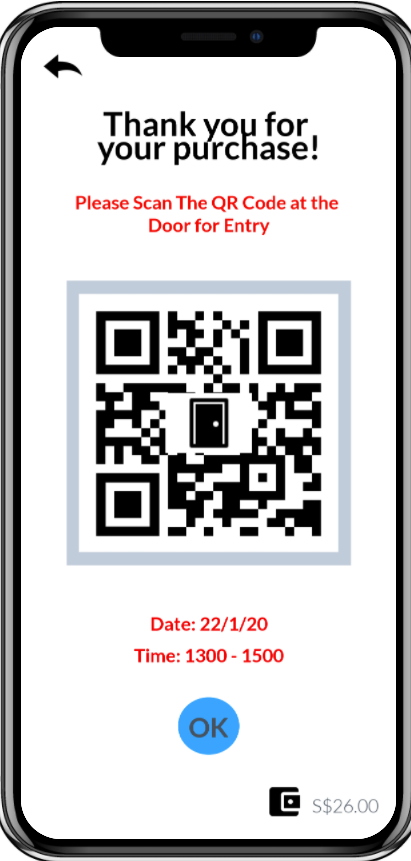 Thank you for
your purchase!
Please Scan The QR Code at the
Door for Entry
Date: 22/1/20
Time: 1300 - 1500
OK
S$26.00